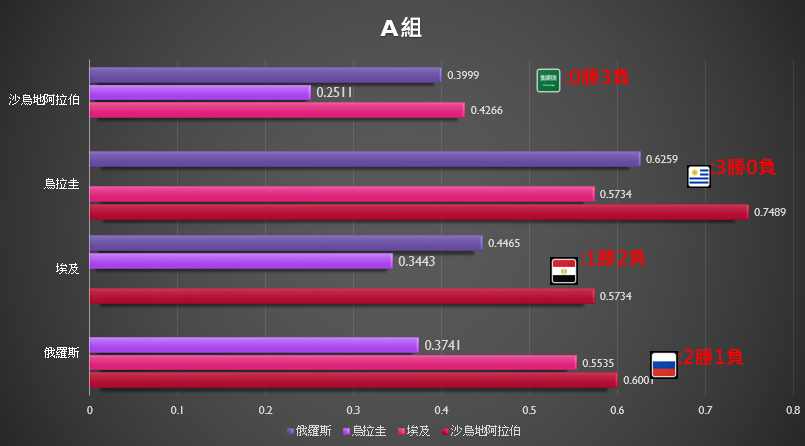 A組
沙烏地阿拉伯
0.3999
0.2511
0.4266
:0勝3負
烏拉圭
0.6259
0.5734
0.7489
:3勝0負
埃及
0.4465
0.3443
0.5734
:1勝2負
俄羅斯
0.3741
0.5535
0.6001
:2勝1負
0 0.1 0.2 0.3 0.4 0.5 0.6 0.7 0.8
俄羅斯 烏拉圭 埃及 沙烏地阿拉伯